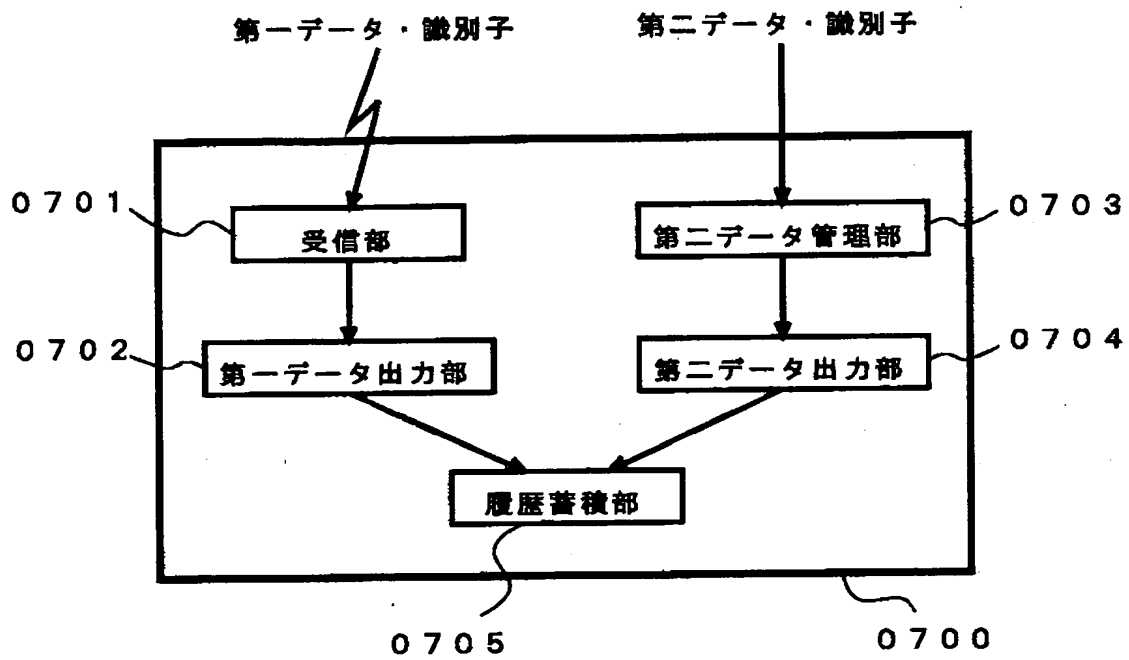 第一データ・識別子
第二データ・識別子
０７０１
受信部
第二データ管理部
０７０３
０７０２
第一データ出力部
第二データ出力部
０７０４
履歴蓄積部
０７０５
０７００